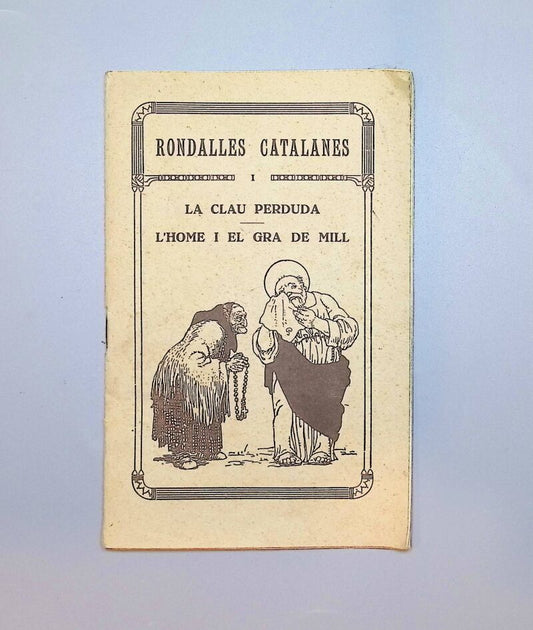 RONDALLES CATALANES
I
LA CLAU PERDUDA
L'HOME I EL GRA DE MILL